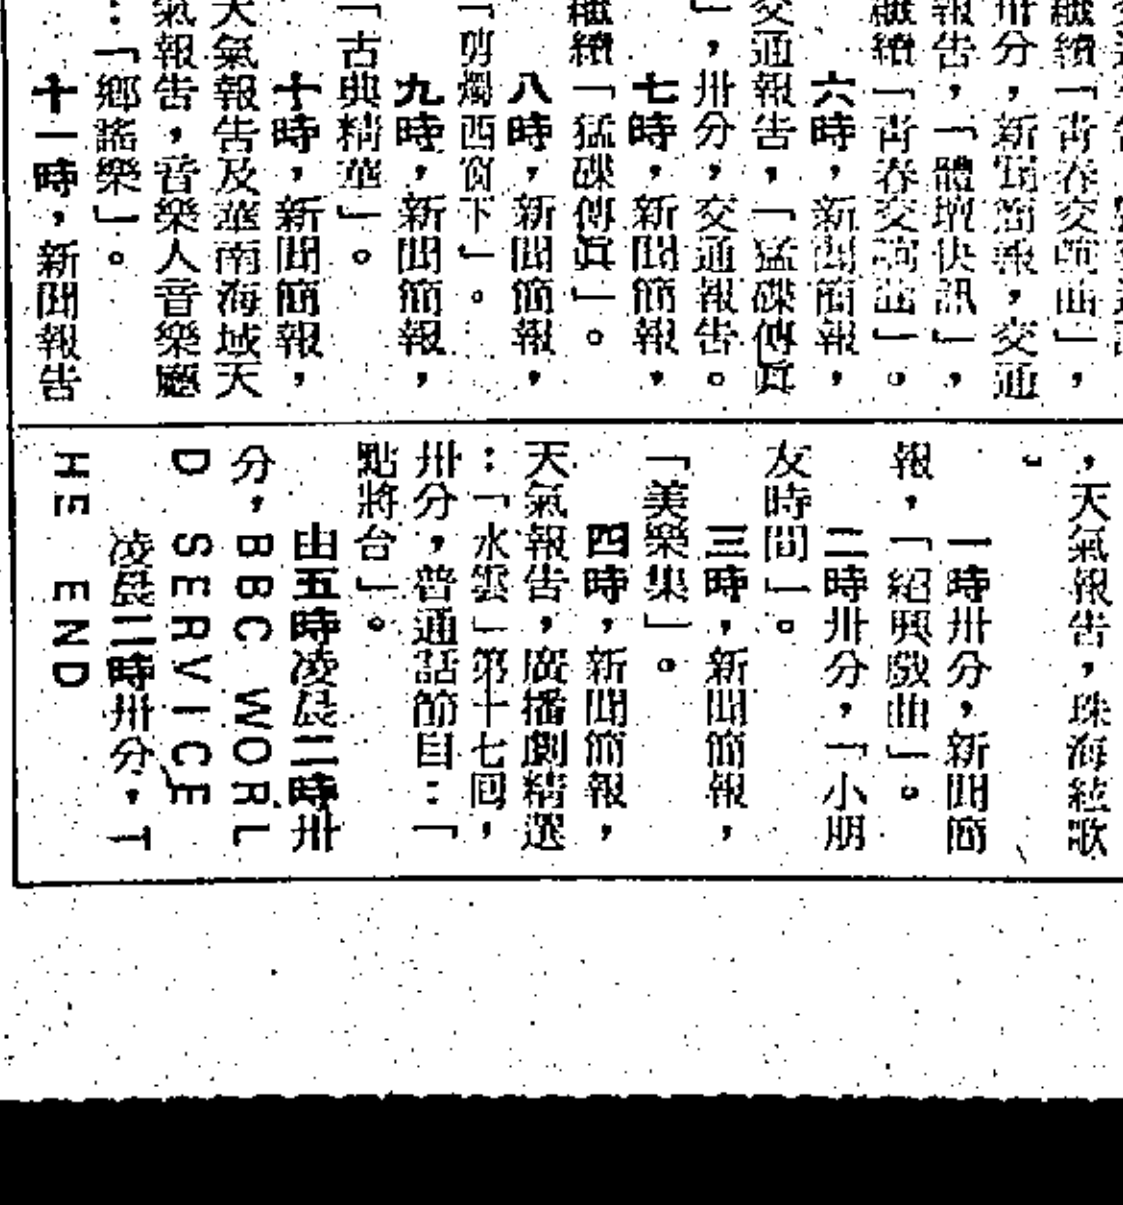 繼續「青春交響曲」，
卅分，新聞簡報，交通
報告，「體壇快訊」，
繼續「青春交響曲」。
六時，新聞簡報，
交通報告，「猛碟傳眞
」，卅分，交通報告。
七時，新聞簡報，
繼續「猛碟傳眞」。
八時，新聞簡報，
「剪燭西窗下」。
九時，新聞簡報，
「古典精華」。
十時，新聞簡報，
天氣報告及華南海域天
氣報告，音樂人音樂廳
：「鄉謠樂」。
十一時，新聞報告
，天氣報告，珠海絃歌
。
一時卅分，新聞簡
報，「紹興戲曲」。
二時卅分，「小朋
友時間」。
三時，新聞簡報，
「美樂集」。
四時，新聞簡報，
天氣報告，廣播劇精選
：「水雲」第十七回，
卅分，普通話節目：「
點將台」。
由五時凌晨二時卅
分，BBC WORL
D SERVICE
凌晨二時卅分，T
HE END